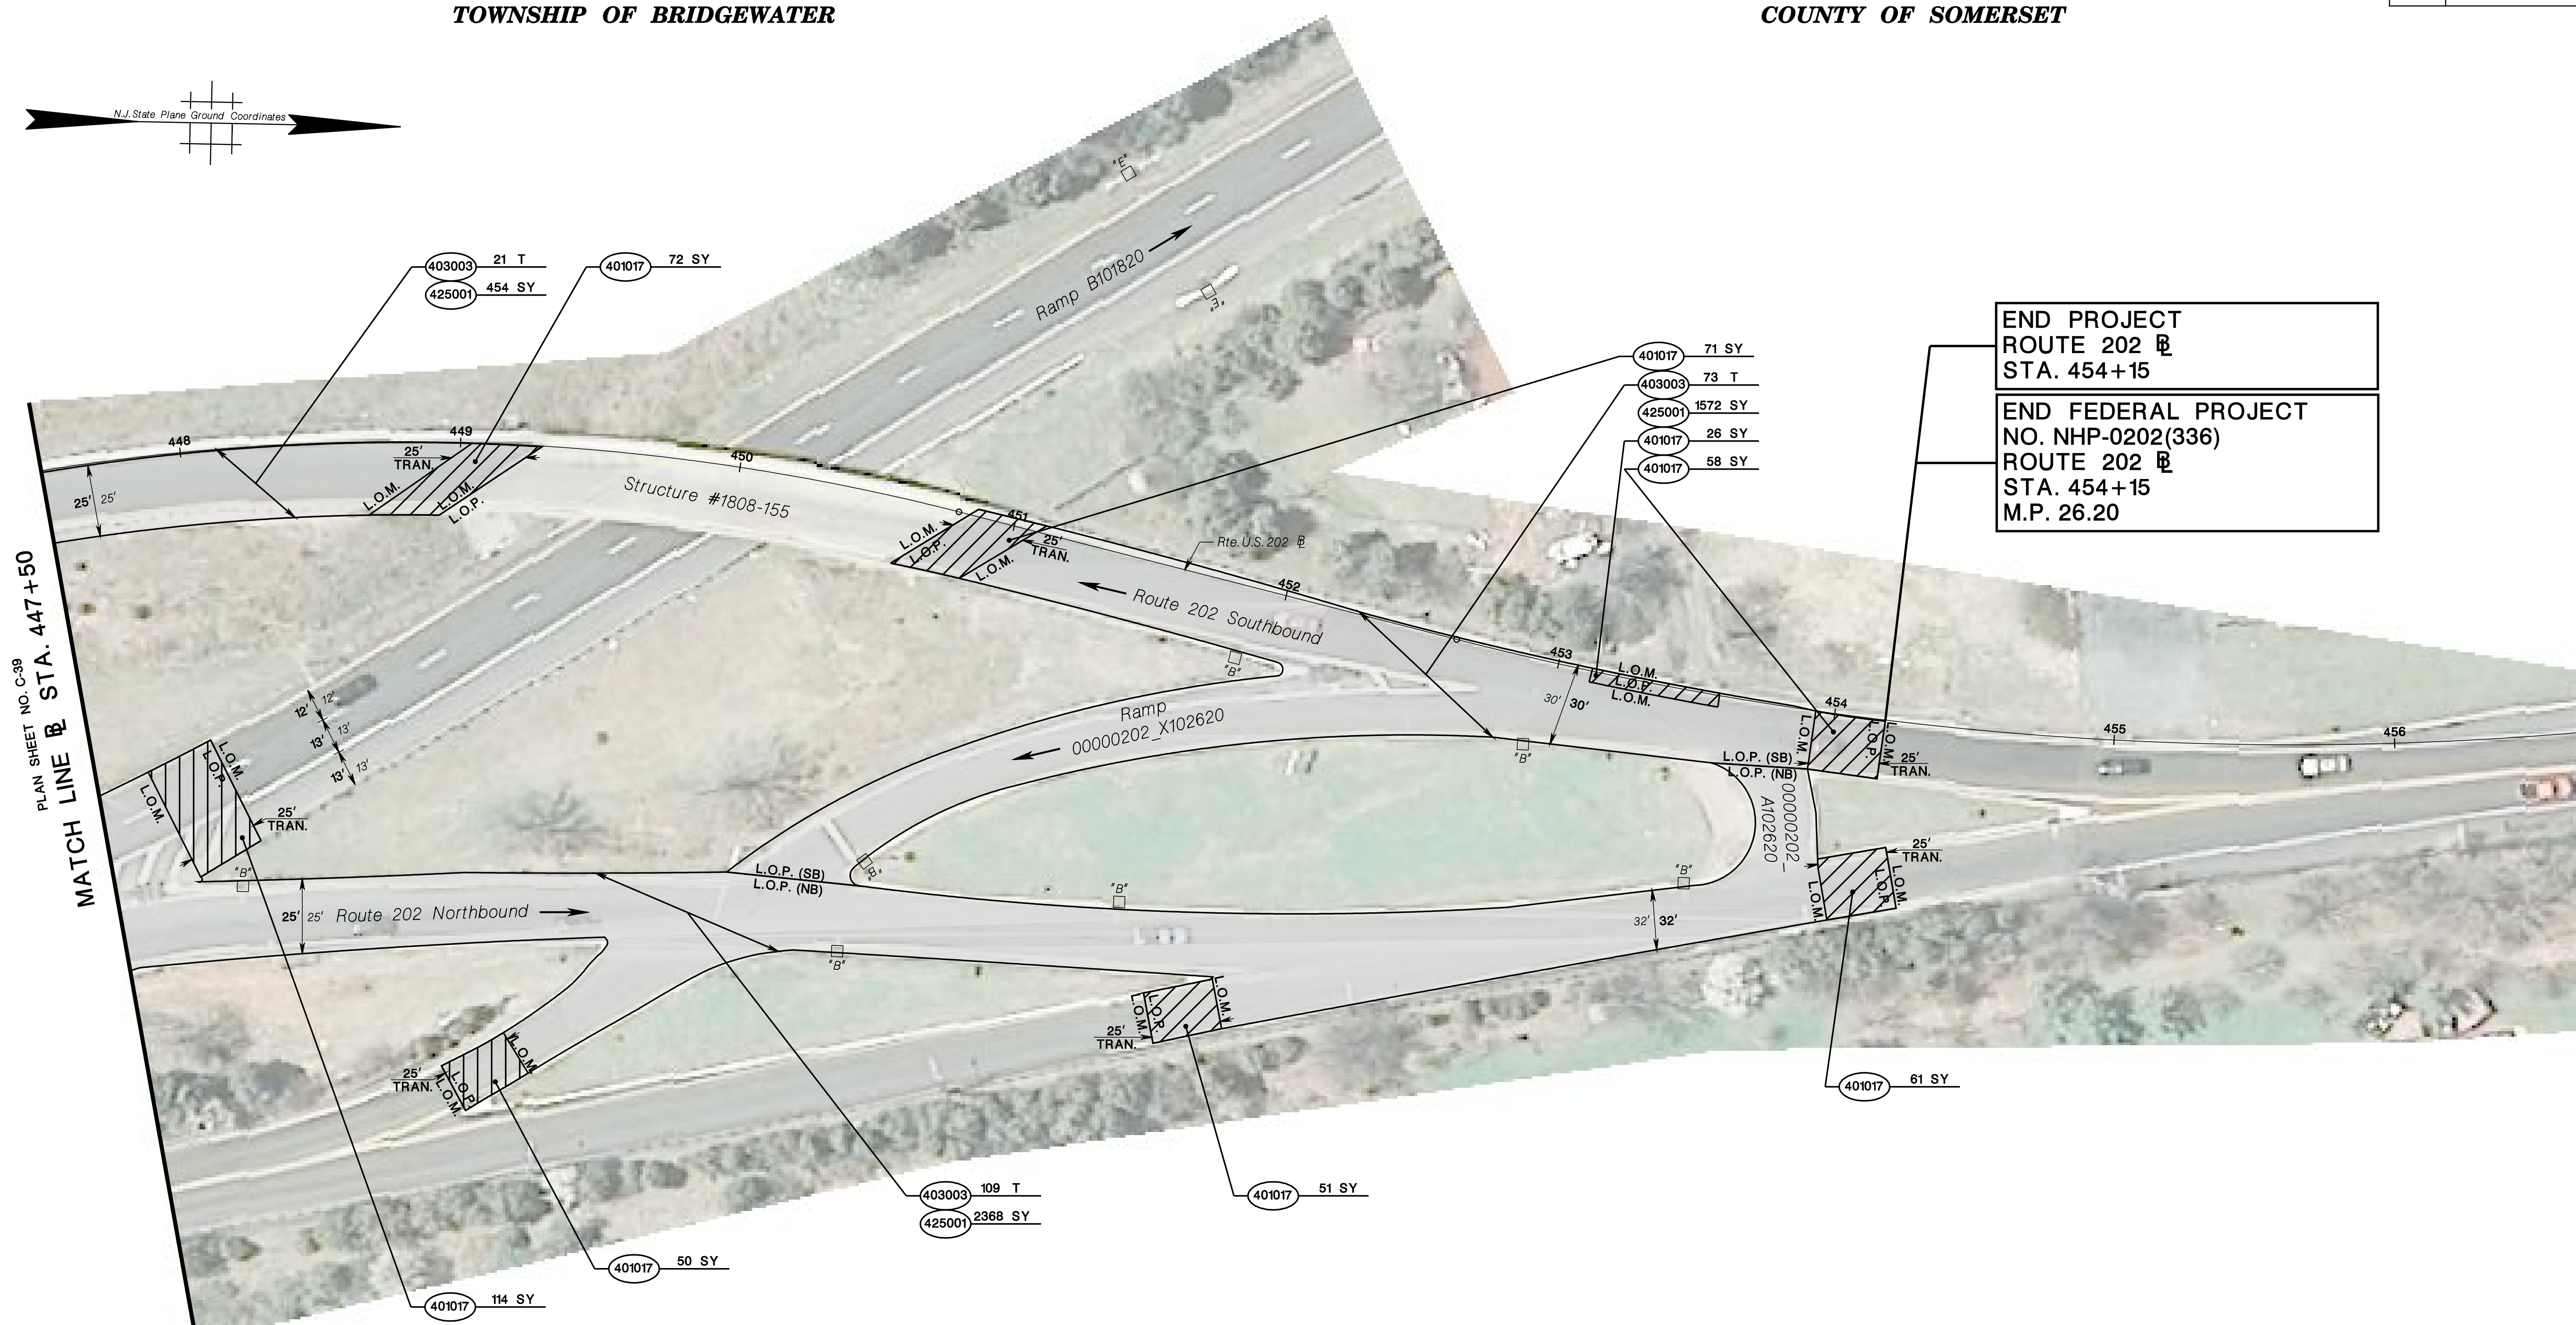 TOWNSHIP OF BRIDGEWATER
COUNTY OF SOMERSET
N.J. State Plane Ground Coordinates
403003 21 T
425001 454 SY
401017 72 SY
"E"
"E"
Ramp B101820
401017 71 SY
403003 73 T
425001 1572 SY
401017 26 SY
401017 58 SY
END PROJECT
ROUTE 202 BL
STA. 454+15
END FEDERAL PROJECT
NO. NHP-0202(336)
ROUTE 202 BL
STA. 454+15
M.P. 26.20
448
449
450
451
452
453
454
455
456
25' 25'
25'
TRAN.
L.O.M.
L.O.M.
L.O.P.
Structure #1808-155
L.O.M.
L.O.P.
L.O.M.
25'
TRAN.
Rte. U.S. 202 BL
Route 202 Southbound
"B"
30' 30'
"B"
L.O.M.
L.O.P.
L.O.M.
L.O.M.
L.O.P.
L.O.M.
25'
TRAN.
L.O.P. (SB)
L.O.P. (NB)
Ramp
00000202_X102620
00000202_
A102620
PLAN SHEET NO. C-39
MATCH LINE BL STA. 447+50
12' 12'
13' 13'
13' 13'
L.O.M.
L.O.P.
L.O.M.
25'
TRAN.
"B"
25' 25'
Route 202 Northbound
L.O.P. (SB)
L.O.P. (NB)
"B"
"B"
"B"
"B"
32' 32'
25'
TRAN.
L.O.M.
L.O.P.
L.O.M.
25'
TRAN.
L.O.M.
L.O.P.
L.O.M.
25'
TRAN.
L.O.M.
L.O.P.
L.O.M.
401017 61 SY
403003 109 T
425001 2368 SY
401017 51 SY
401017 50 SY
401017 114 SY